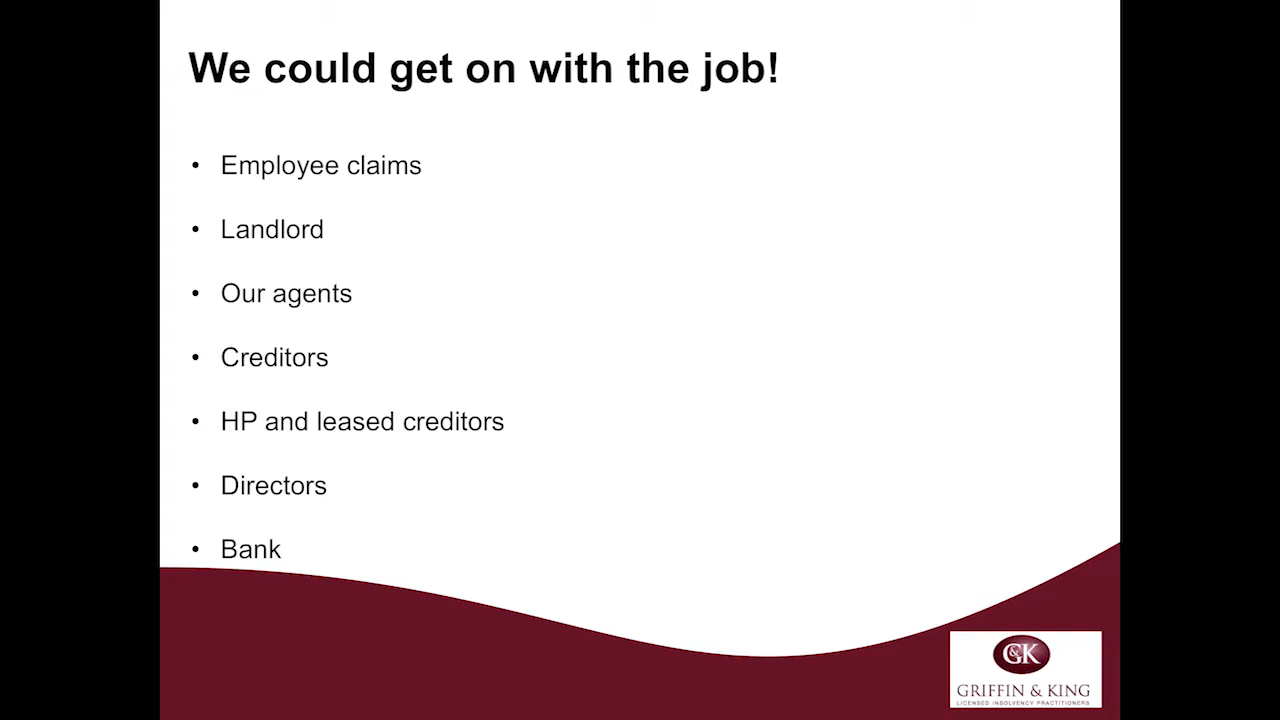 We could get on with the job!
• Employee claims
• Landlord
• Our agents
• Creditors
• HP and leased creditors
• Directors
• Bank
G&K
GRIFFIN & KING
LICENSED INSOLVENCY PRACTITIONERS